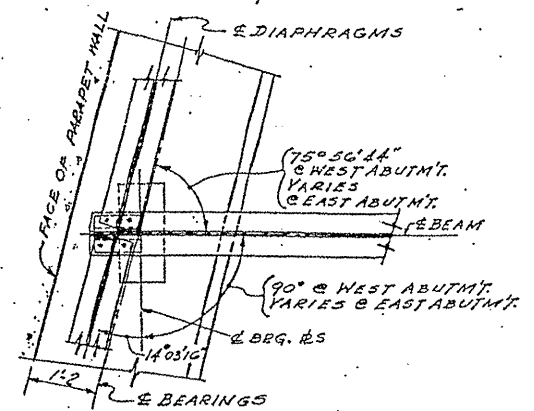 ℄ DIAPHRAGMS
FACE OF PARAPET WALL
75° 56' 44"
@ WEST ABUTM'T.
VARIES
@ EAST ABUTM'T.
℄ BEAM
90° @ WEST ABUTM'T.
VARIES @ EAST ABUTM'T.
℄ BRG. ℞S
14° 03' 16"
1'-2
℄ BEARINGS